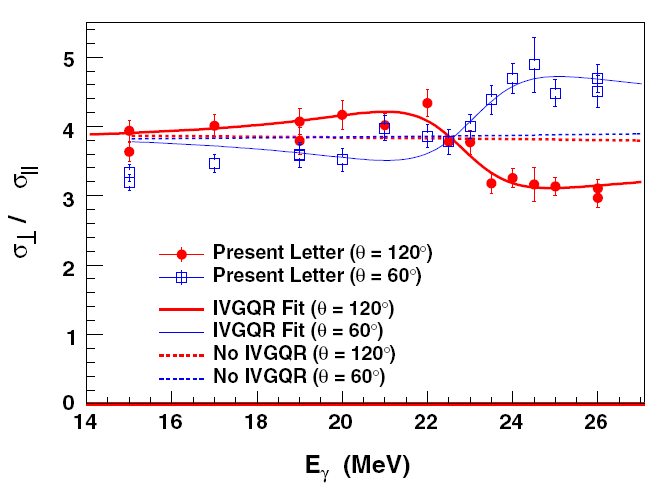 5
4
3
2
1
0
σ⊥ / σ||
Present Letter (θ = 120°)
Present Letter (θ = 60°)
IVGQR Fit (θ = 120°)
IVGQR Fit (θ = 60°)
No IVGQR (θ = 120°)
No IVGQR (θ = 60°)
14 16 18 20 22 24 26
Eγ (MeV)